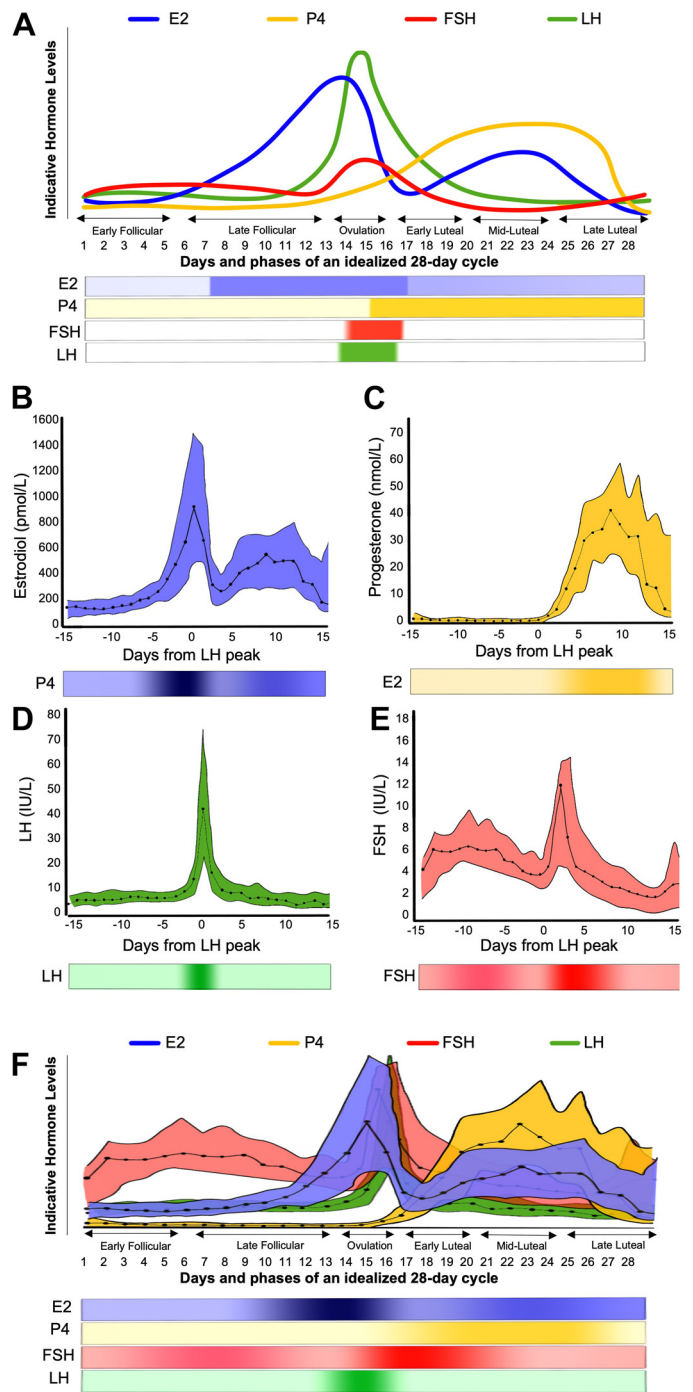 A
E2 P4 FSH LH
Indicative Hormone Levels
Early Follicular Late Follicular Ovulation Early Luteal Mid-Luteal Late Luteal
1 2 3 4 5 6 7 8 9 10 11 12 13 14 15 16 17 18 19 20 21 22 23 24 25 26 27 28
Days and phases of an idealized 28-day cycle
E2
P4
FSH
LH
B
Estrodiol (pmol/L)
1600
1400
1200
1000
800
600
400
200
0
-15 -10 -5 0 5 10 15
Days from LH peak
P4
C
Progesterone (nmol/L)
70
60
50
40
30
20
10
0
-15 -10 -5 0 5 10 15
Days from LH peak
E2
D
LH (IU/L)
80
70
60
50
40
30
20
10
0
-15 -10 -5 0 5 10 15
Days from LH peak
LH
E
FSH (IU/L)
18
16
14
12
10
8
6
4
2
0
-15 -10 -5 0 5 10 15
Days from LH peak
FSH
F
E2 P4 FSH LH
Indicative Hormone Levels
Early Follicular Late Follicular Ovulation Early Luteal Mid-Luteal Late Luteal
1 2 3 4 5 6 7 8 9 10 11 12 13 14 15 16 17 18 19 20 21 22 23 24 25 26 27 28
Days and phases of an idealized 28-day cycle
E2
P4
FSH
LH